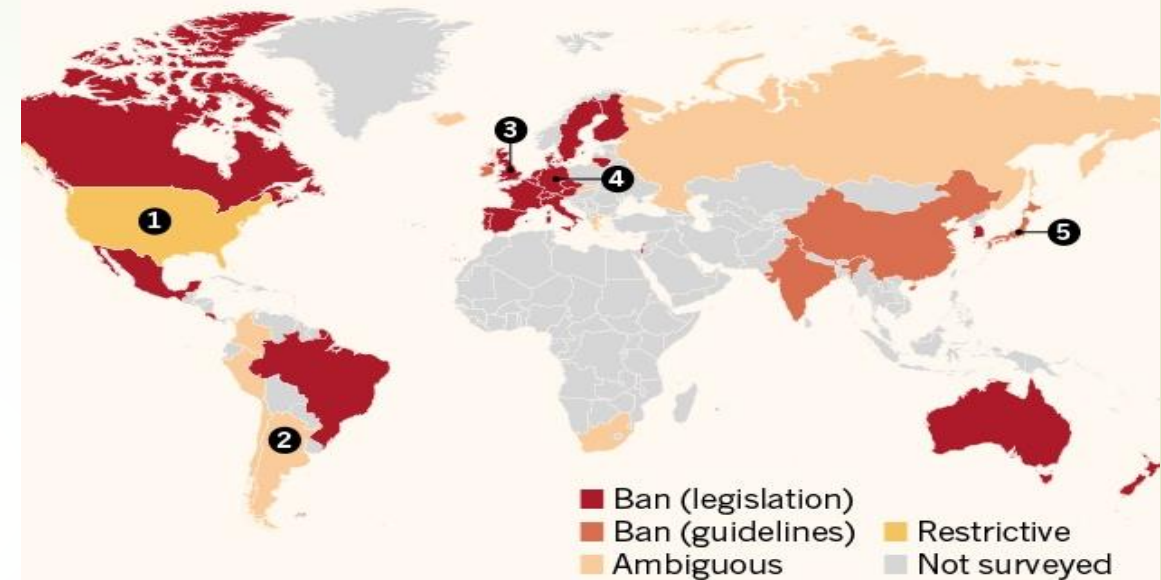 3
4
1
5
2
Ban (legislation)
Ban (guidelines)
Restrictive
Ambiguous
Not surveyed